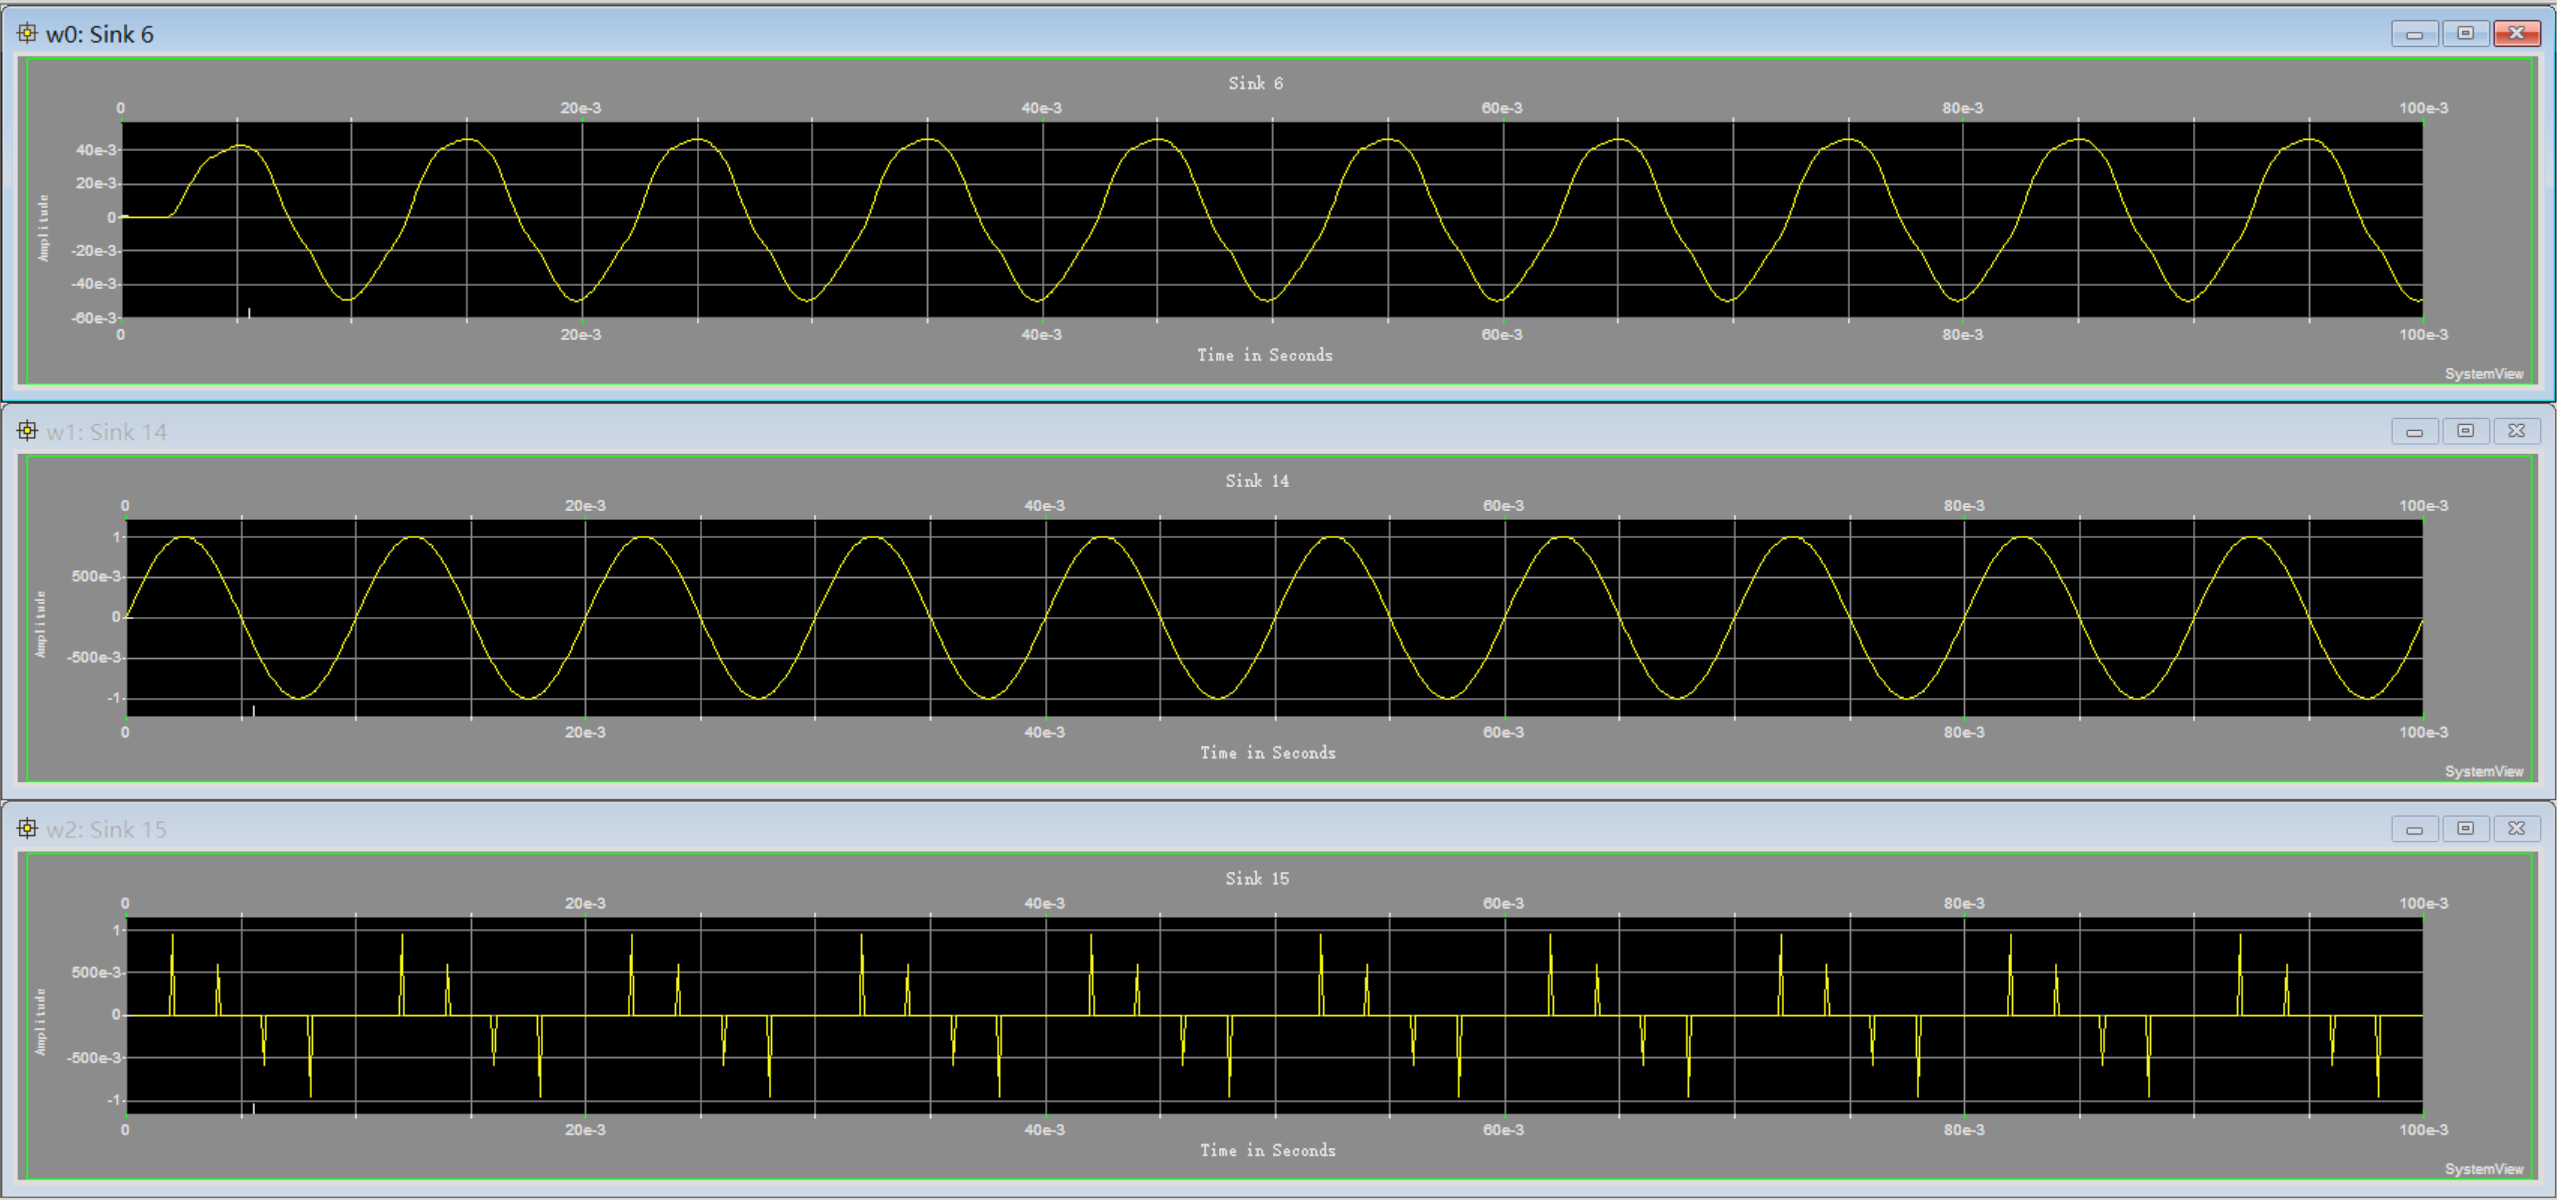 w0: Sink 6
Sink 6
0 20e-3 40e-3 60e-3 80e-3 100e-3
40e-3
20e-3
0
-20e-3
-40e-3
-60e-3
Amplitude
0 20e-3 40e-3 60e-3 80e-3 100e-3
Time in Seconds
SystemView
w1: Sink 14
Sink 14
0 20e-3 40e-3 60e-3 80e-3 100e-3
1
500e-3
0
-500e-3
-1
Amplitude
0 20e-3 40e-3 60e-3 80e-3 100e-3
Time in Seconds
SystemView
w2: Sink 15
Sink 15
0 20e-3 40e-3 60e-3 80e-3 100e-3
1
500e-3
0
-500e-3
-1
Amplitude
0 20e-3 40e-3 60e-3 80e-3 100e-3
Time in Seconds
SystemView